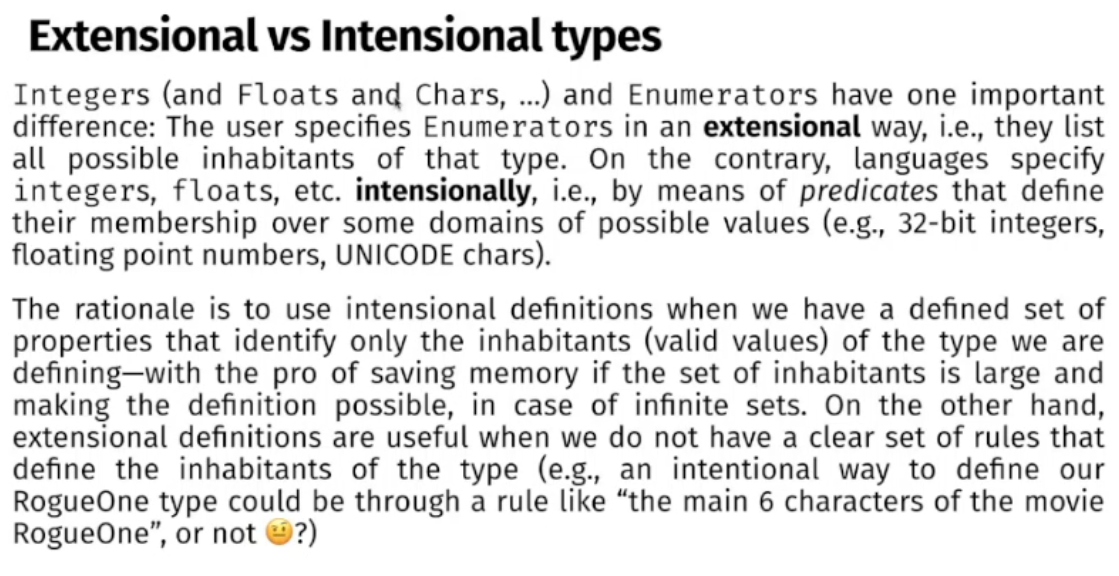 Extensional vs Intensional types
Integers (and Floats and Chars, …) and Enumerators have one important
difference: The user specifies Enumerators in an extensional way, i.e., they list
all possible inhabitants of that type. On the contrary, languages specify
integers, floats, etc. intensionally, i.e., by means of predicates that define
their membership over some domains of possible values (e.g., 32-bit integers,
floating point numbers, UNICODE chars).
The rationale is to use intensional definitions when we have a defined set of
properties that identify only the inhabitants (valid values) of the type we are
defining—with the pro of saving memory if the set of inhabitants is large and
making the definition possible, in case of infinite sets. On the other hand,
extensional definitions are useful when we do not have a clear set of rules that
define the inhabitants of the type (e.g., an intentional way to define our
RogueOne type could be through a rule like “the main 6 characters of the movie
RogueOne”, or not 🤨?)